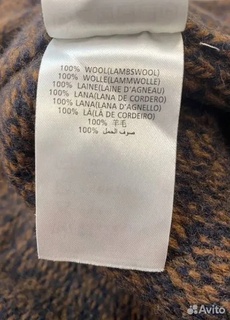 100% WOOL(LAMBSWOOL)
100% WOLLE(LAMMWOLLE)
100% LAINE(LAINE D'AGNEAU)
100% LANA(LANA DE CORDERO)
100% LANA(LANA D'AGNELLO)
100% LÃ(LÃ DE CORDEIRO)
100% 羊毛
100% صوف الحمل
Avito